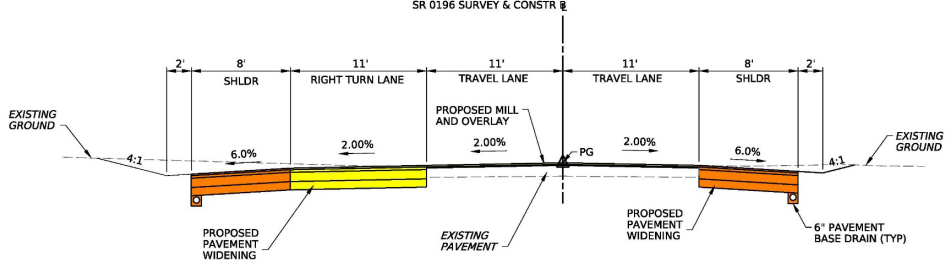 SR 0196 SURVEY & CONSTR B
2' 8' 11' 11' 11' 8' 2'
SHLDR RIGHT TURN LANE TRAVEL LANE TRAVEL LANE SHLDR
EXISTING
GROUND
PROPOSED MILL
AND OVERLAY
EXISTING
GROUND
4:1 6.0% 2.00% 2.00% 2.00% 6.0% 4:1
PG
PROPOSED
PAVEMENT
WIDENING
EXISTING
PAVEMENT
PROPOSED
PAVEMENT
WIDENING
6" PAVEMENT
BASE DRAIN (TYP)